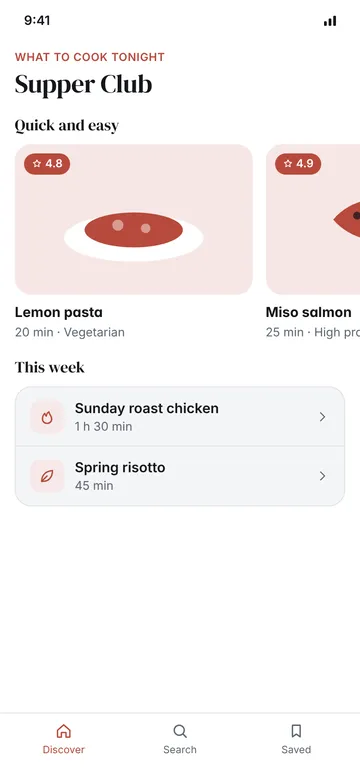 9:41
WHAT TO COOK TONIGHT
Supper Club
Quick and easy
4.8
4.9
Lemon pasta
20 min · Vegetarian
Miso salmon
25 min · High pro
This week
Sunday roast chicken
1 h 30 min
Spring risotto
45 min
Discover
Search
Saved